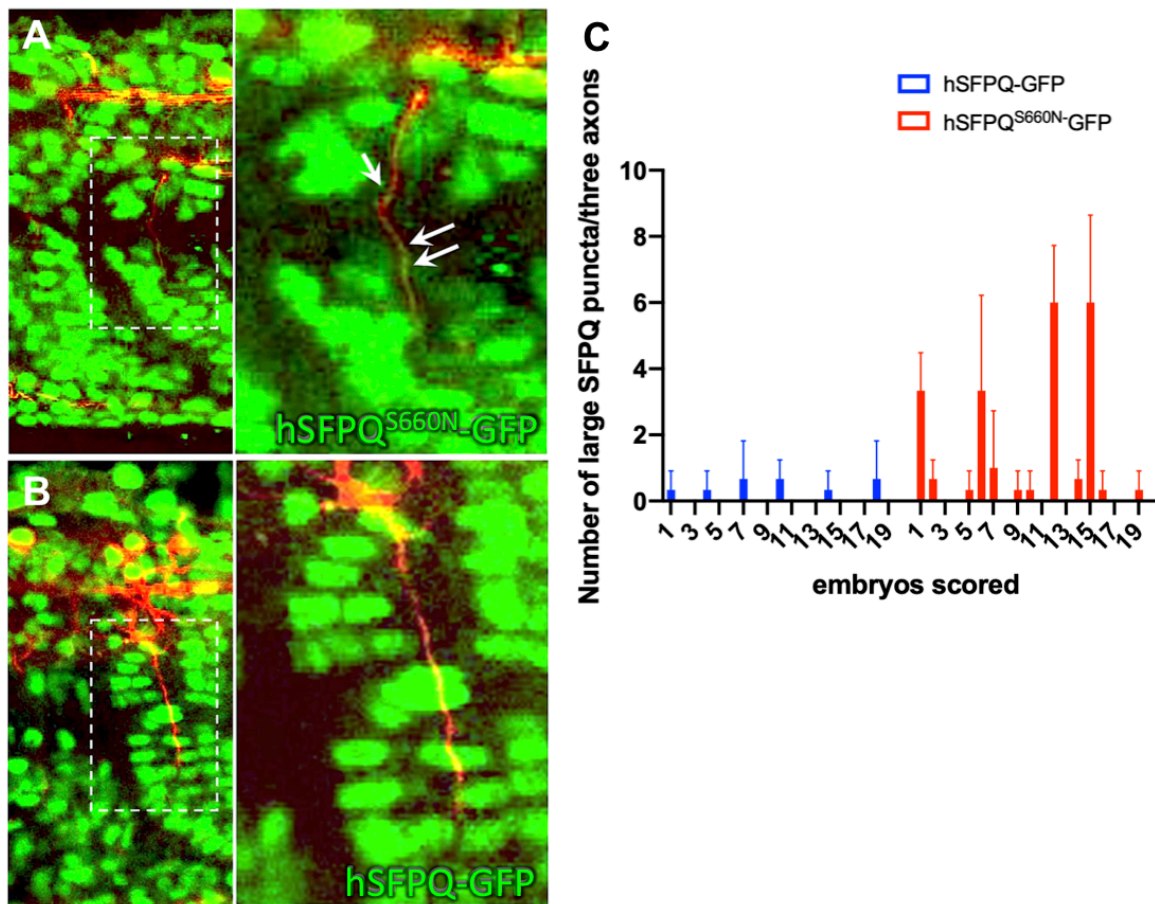 A
hSFPQS660N-GFP
B
hSFPQ-GFP
C
hSFPQ-GFP
hSFPQS660N-GFP
Number of large SFPQ puncta/three axons
10
8
6
4
2
0
1 3 5 7 9 11 13 15 17 19 1 3 5 7 9 11 13 15 17 19
embryos scored